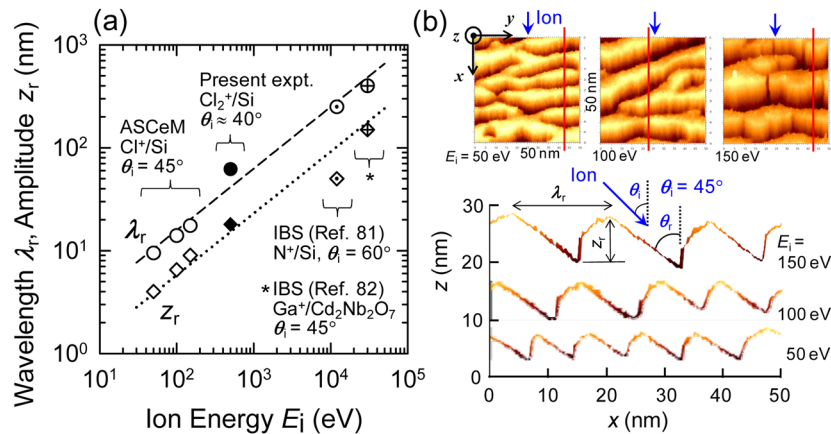 (a)
Wavelength λr, Amplitude zr (nm)
10³
10²
10¹
10⁰
10¹
10²
10³
10⁴
10⁵
Ion Energy Ei (eV)
Present expt.
Cl₂⁺/Si
θi ≈ 40°
ASCeM
Cl⁺/Si
θi = 45°
λr
zr
*
IBS (Ref. 81)
N⁺/Si, θi = 60°
* IBS (Ref. 82)
Ga⁺/Cd₂Nb₂O₇
θi = 45°
(b)
Ion
z
y
x
50 nm
Ei = 50 eV
50 nm
100 eV
150 eV
Ion
θi
θi = 45°
λr
θr
zr
Ei =
150 eV
100 eV
50 eV
z (nm)
30
20
10
0
0
10
20
30
40
50
x (nm)